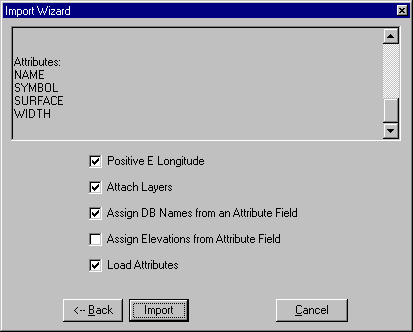 Import Wizard
Attributes:
NAME
SYMBOL
SURFACE
WIDTH
Positive E Longitude
Attach Layers
Assign DB Names from an Attribute Field
Assign Elevations from Attribute Field
Load Attributes
<-- Back Import Cancel